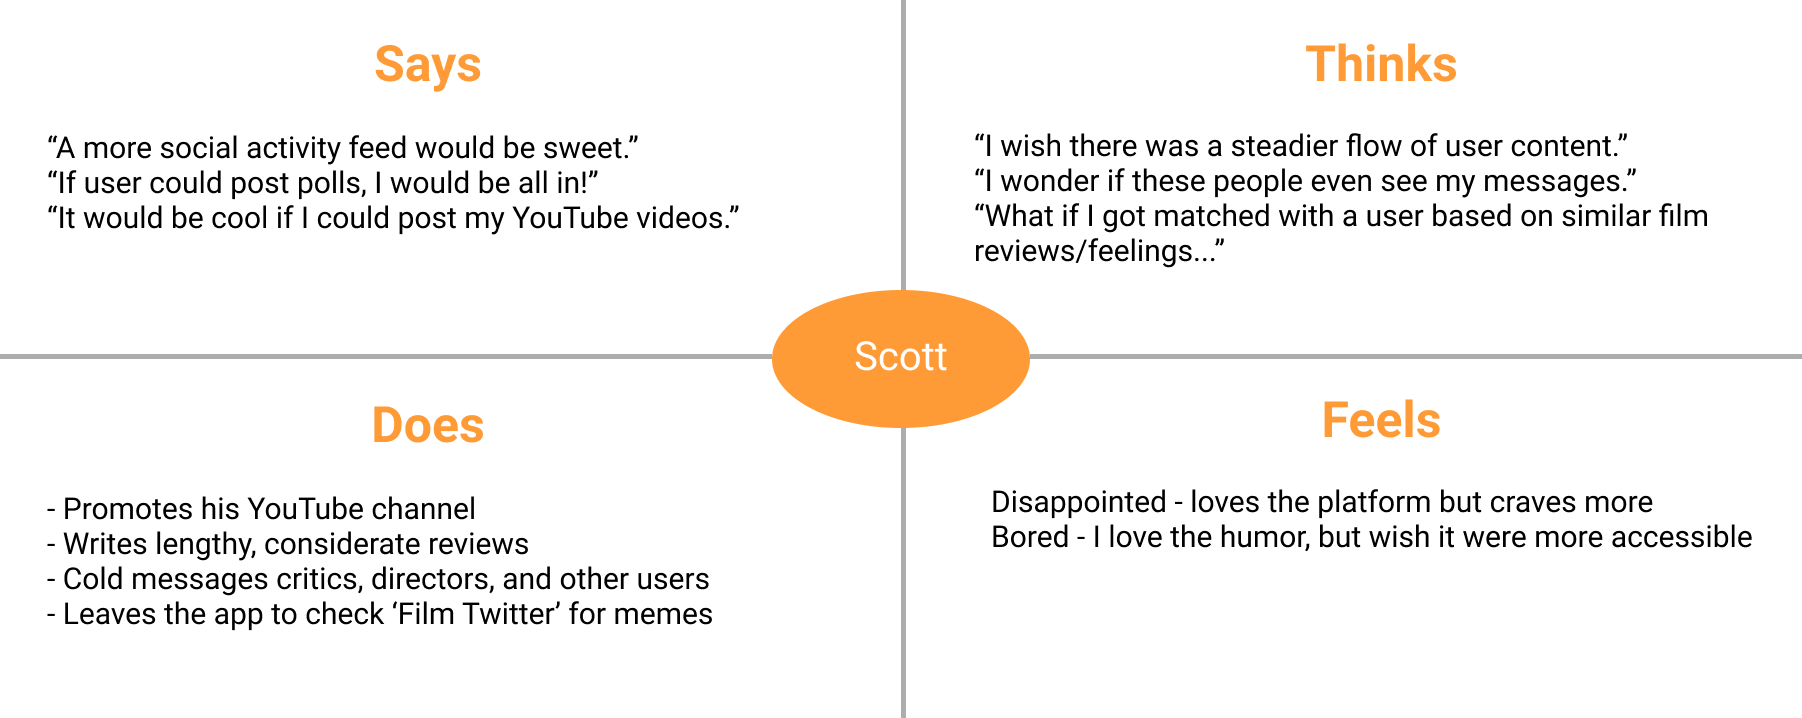 Says
“A more social activity feed would be sweet.”
“If user could post polls, I would be all in!”
“It would be cool if I could post my YouTube videos.”
Thinks
“I wish there was a steadier flow of user content.”
“I wonder if these people even see my messages.”
“What if I got matched with a user based on similar film
reviews/feelings...”
Scott
Does
- Promotes his YouTube channel
- Writes lengthy, considerate reviews
- Cold messages critics, directors, and other users
- Leaves the app to check ‘Film Twitter’ for memes
Feels
Disappointed - loves the platform but craves more
Bored - I love the humor, but wish it were more accessible